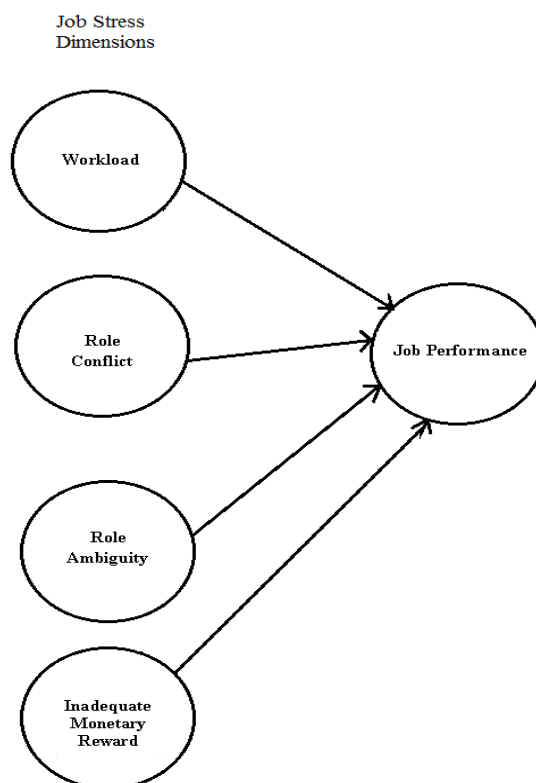 Job Stress
Dimensions
Workload
Role
Conflict
Job Performance
Role
Ambiguity
Inadequate
Monetary
Reward